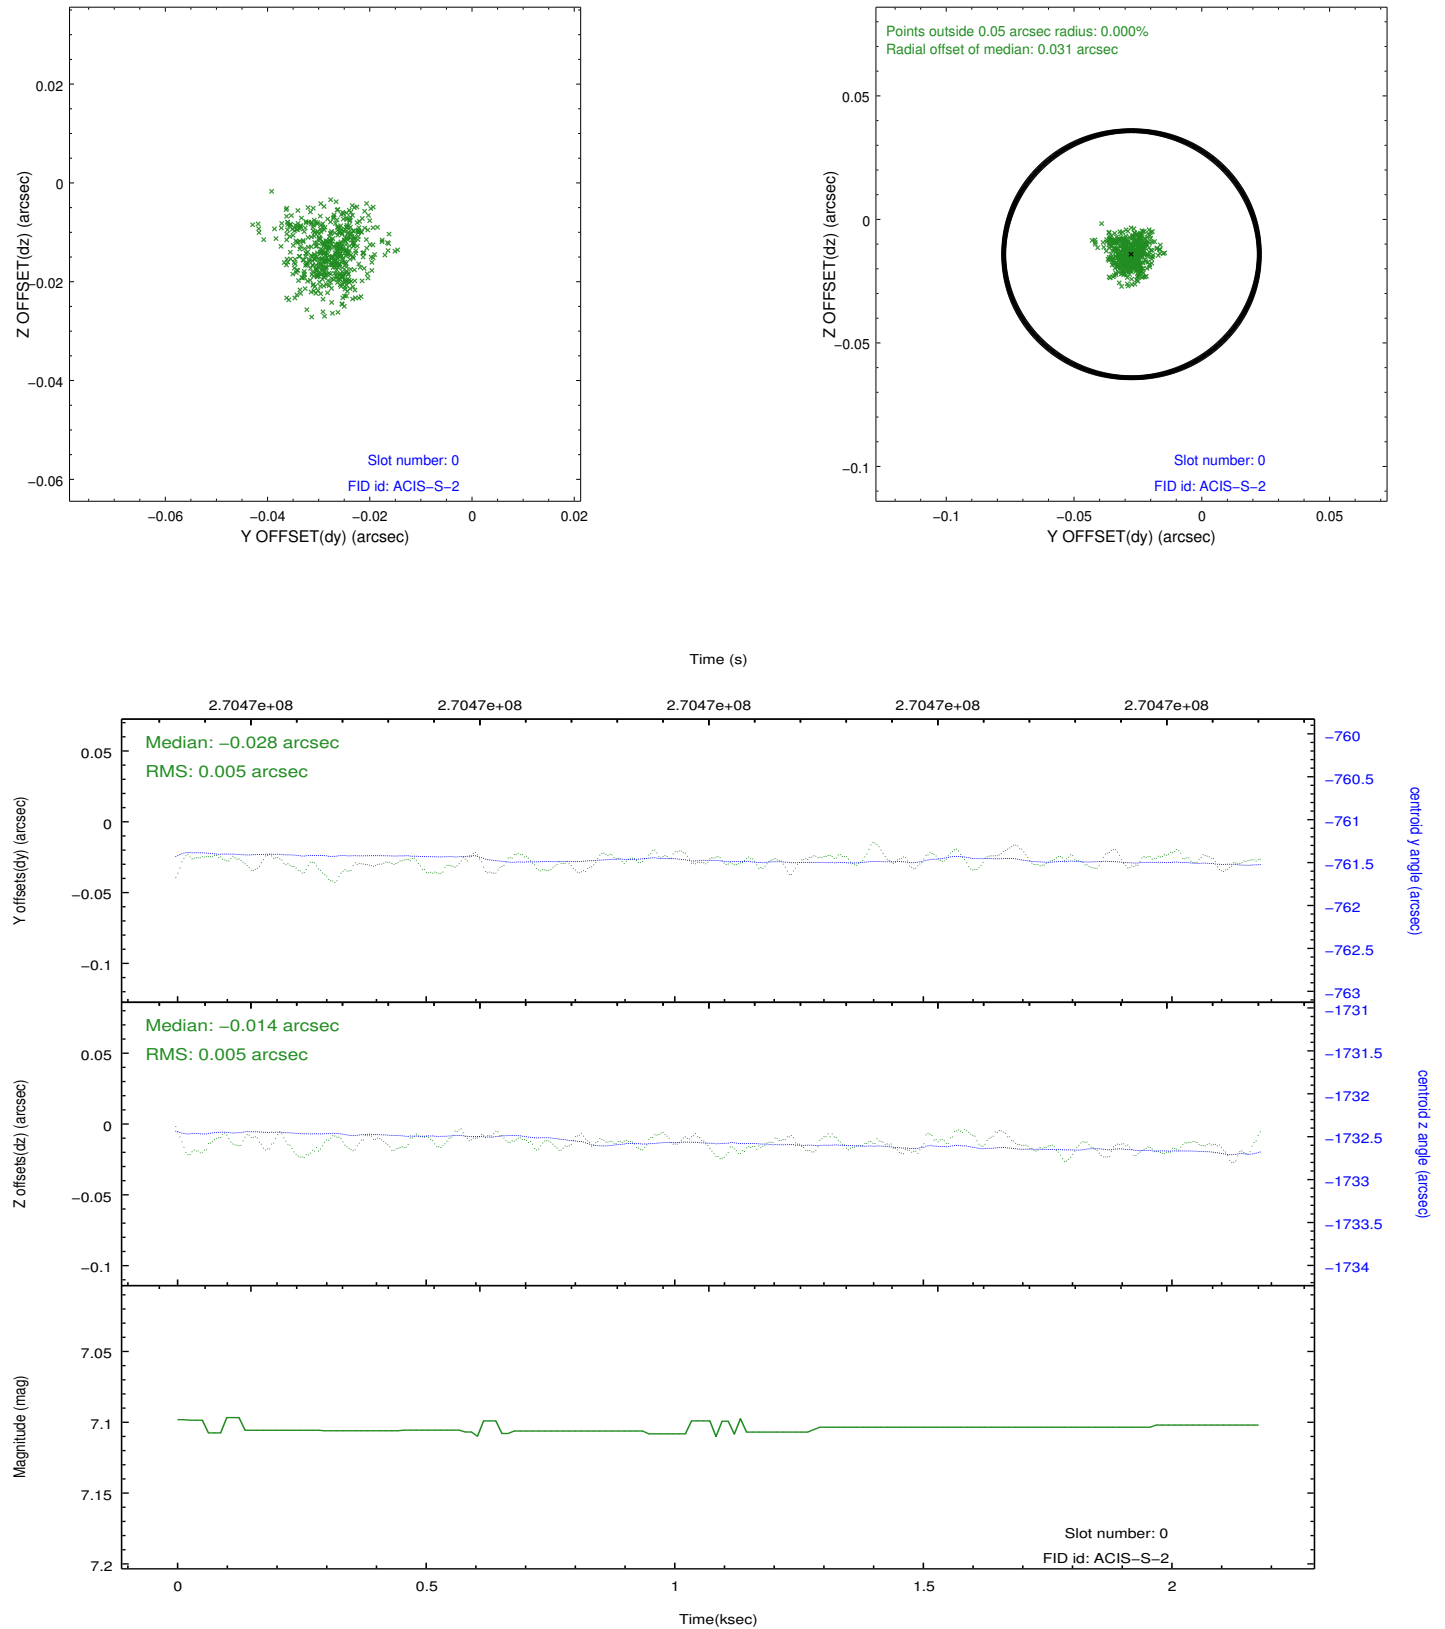 0.02
0
−0.02
−0.04
−0.06
Z OFFSET(dz) (arcsec)
Slot number: 0
FID id: ACIS−S−2
−0.06 −0.04 −0.02 0 0.02
Y OFFSET(dy) (arcsec)
Points outside 0.05 arcsec radius: 0.000%
Radial offset of median: 0.031 arcsec
0.05
0
−0.05
−0.1
Z OFFSET(dz) (arcsec)
Slot number: 0
FID id: ACIS−S−2
−0.1 −0.05 0 0.05
Y OFFSET(dy) (arcsec)
Time (s)
2.7047e+08 2.7047e+08 2.7047e+08 2.7047e+08 2.7047e+08
Median: −0.028 arcsec
RMS: 0.005 arcsec
0.05
0
−0.05
−0.1
Y offsets(dy) (arcsec)
−760
−760.5
−761
−761.5
−762
−762.5
−763
centroid y angle (arcsec)
Median: −0.014 arcsec
RMS: 0.005 arcsec
0.05
0
−0.05
−0.1
Z offsets(dz) (arcsec)
−1731
−1731.5
−1732
−1732.5
−1733
−1733.5
−1734
centroid z angle (arcsec)
7.05
7.1
7.15
7.2
Magnitude (mag)
Slot number: 0
FID id: ACIS−S−2
0 0.5 1 1.5 2
Time(ksec)